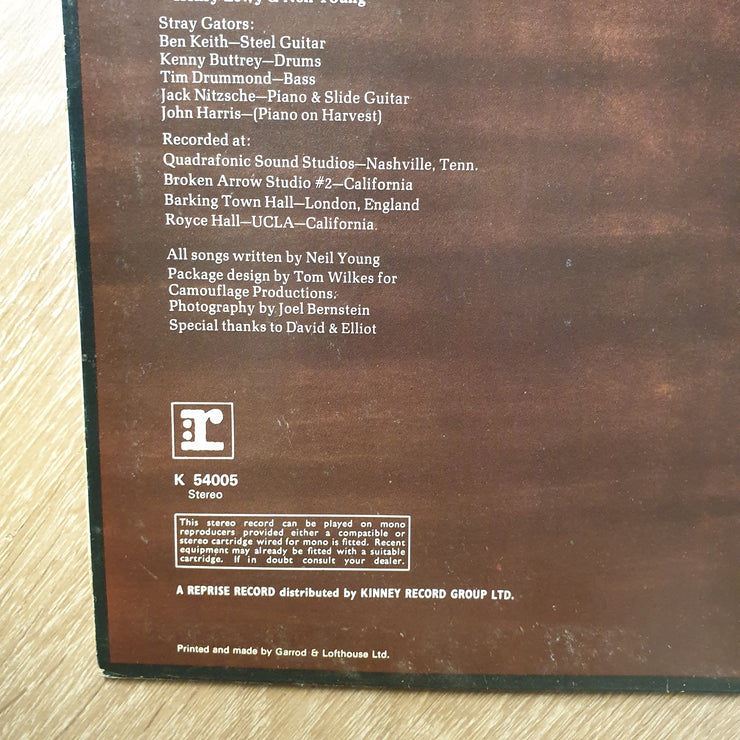 & Neil Young
Stray Gators:
Ben Keith—Steel Guitar
Kenny Buttrey—Drums
Tim Drummond—Bass
Jack Nitzsche—Piano & Slide Guitar
John Harris—(Piano on Harvest)
Recorded at:
Quadrafonic Sound Studios—Nashville, Tenn.
Broken Arrow Studio #2—California
Barking Town Hall—London, England
Royce Hall—UCLA—California.
All songs written by Neil Young
Package design by Tom Wilkes for
Camouflage Productions.
Photography by Joel Bernstein
Special thanks to David & Elliot
r
K 54005
Stereo
This stereo record can be played on mono
reproducers provided either a compatible or
stereo cartridge wired for mono is fitted. Recent
equipment may already be fitted with a suitable
cartridge. If in doubt consult your dealer.
A REPRISE RECORD distributed by KINNEY RECORD GROUP LTD.
Printed and made by Garrod & Lofthouse Ltd.